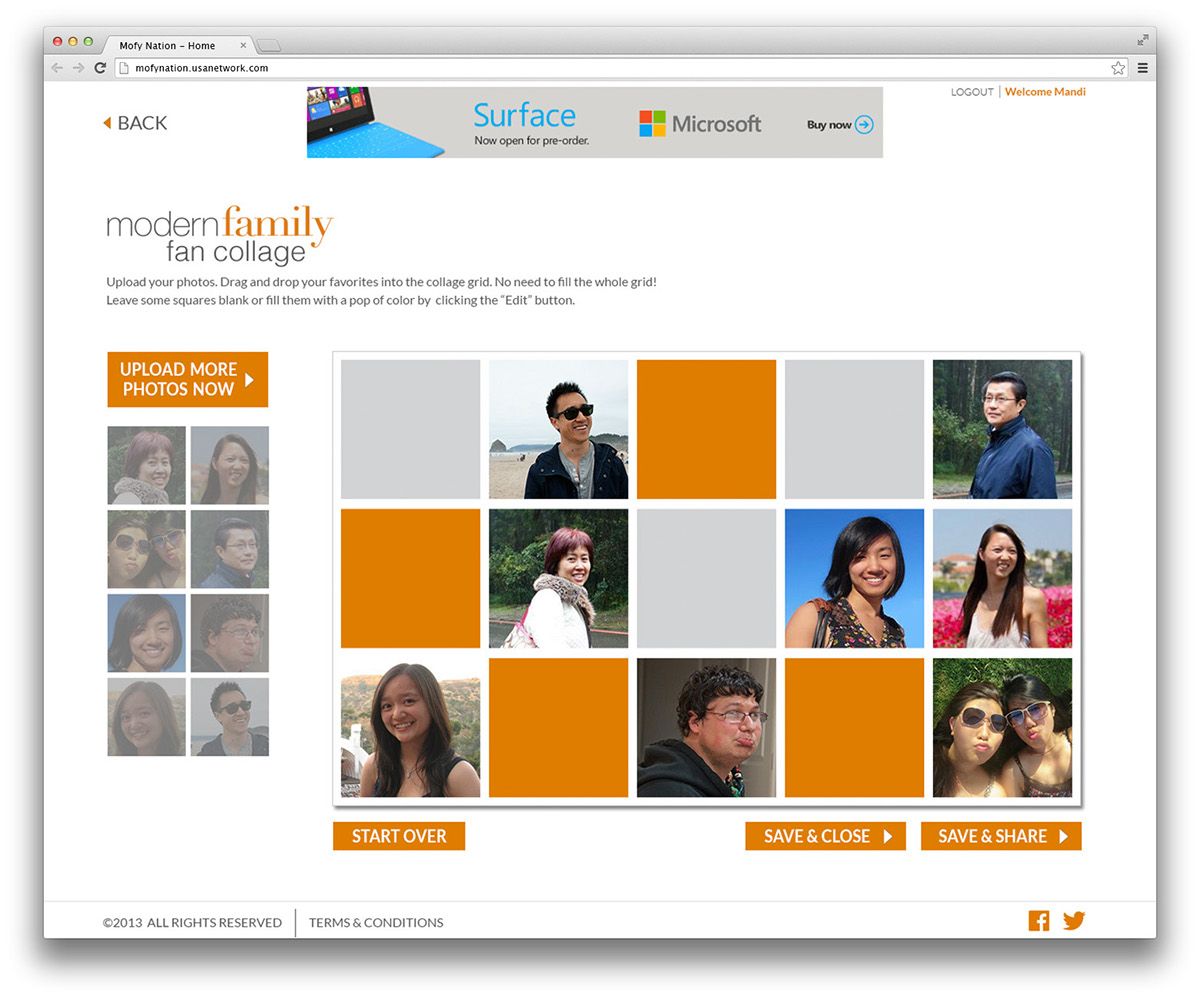 Mofy Nation – Home
mofynation.usanetwork.com
LOGOUT | Welcome Mandi
BACK
Surface
Now open for pre-order.
Microsoft
Buy now
modern family
fan collage
Upload your photos. Drag and drop your favorites into the collage grid. No need to fill the whole grid!
Leave some squares blank or fill them with a pop of color by clicking the “Edit” button.
UPLOAD MORE
PHOTOS NOW
START OVER
SAVE & CLOSE
SAVE & SHARE
©2013 ALL RIGHTS RESERVED
TERMS & CONDITIONS